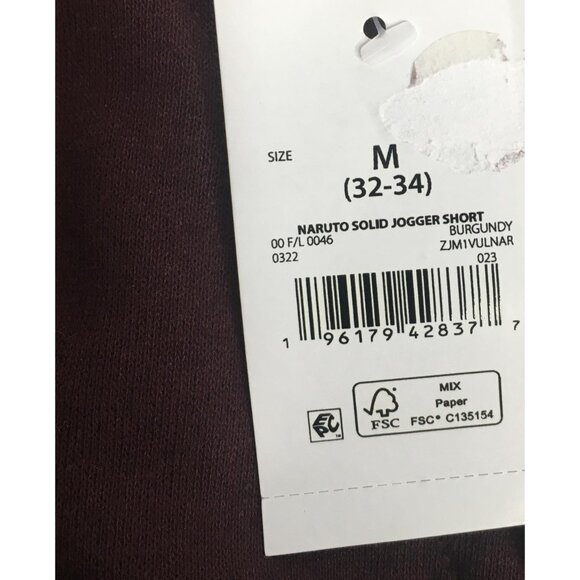 SIZE M
(32-34)
NARUTO SOLID JOGGER SHORT
00 F/L 0046 BURGUNDY
0322 ZJM1VULNAR
023
1 96179 42837 7
EPC™
MIX
Paper
FSC FSC® C135154